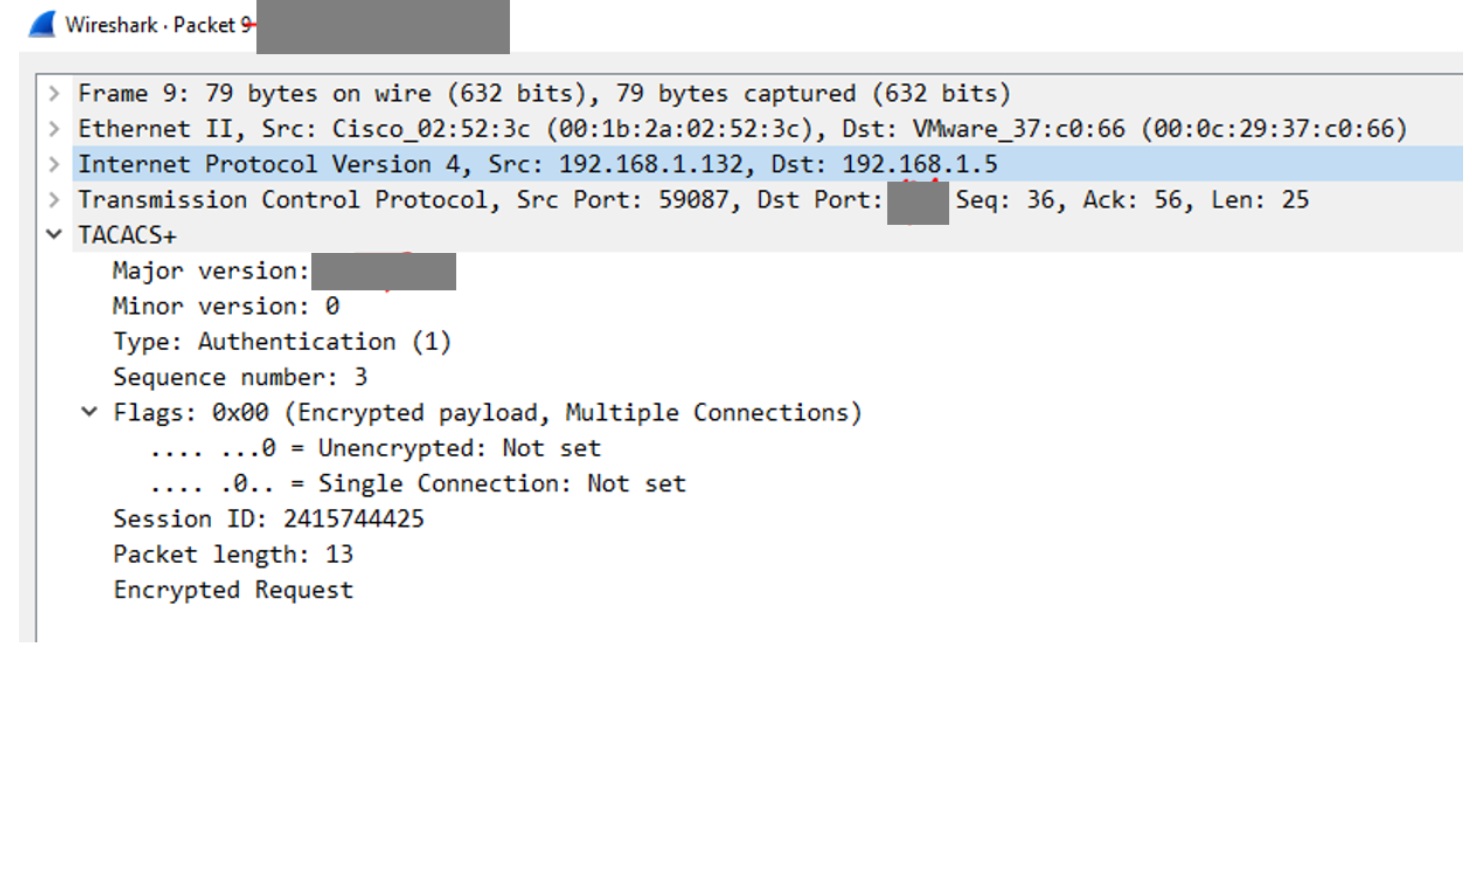 Wireshark · Packet 9
Frame 9: 79 bytes on wire (632 bits), 79 bytes captured (632 bits)
Ethernet II, Src: Cisco_02:52:3c (00:1b:2a:02:52:3c), Dst: VMware_37:c0:66 (00:0c:29:37:c0:66)
Internet Protocol Version 4, Src: 192.168.1.132, Dst: 192.168.1.5
Transmission Control Protocol, Src Port: 59087, Dst Port: Seq: 36, Ack: 56, Len: 25
TACACS+
Major version:
Minor version: 0
Type: Authentication (1)
Sequence number: 3
Flags: 0x00 (Encrypted payload, Multiple Connections)
.... ...0 = Unencrypted: Not set
.... .0.. = Single Connection: Not set
Session ID: 2415744425
Packet length: 13
Encrypted Request